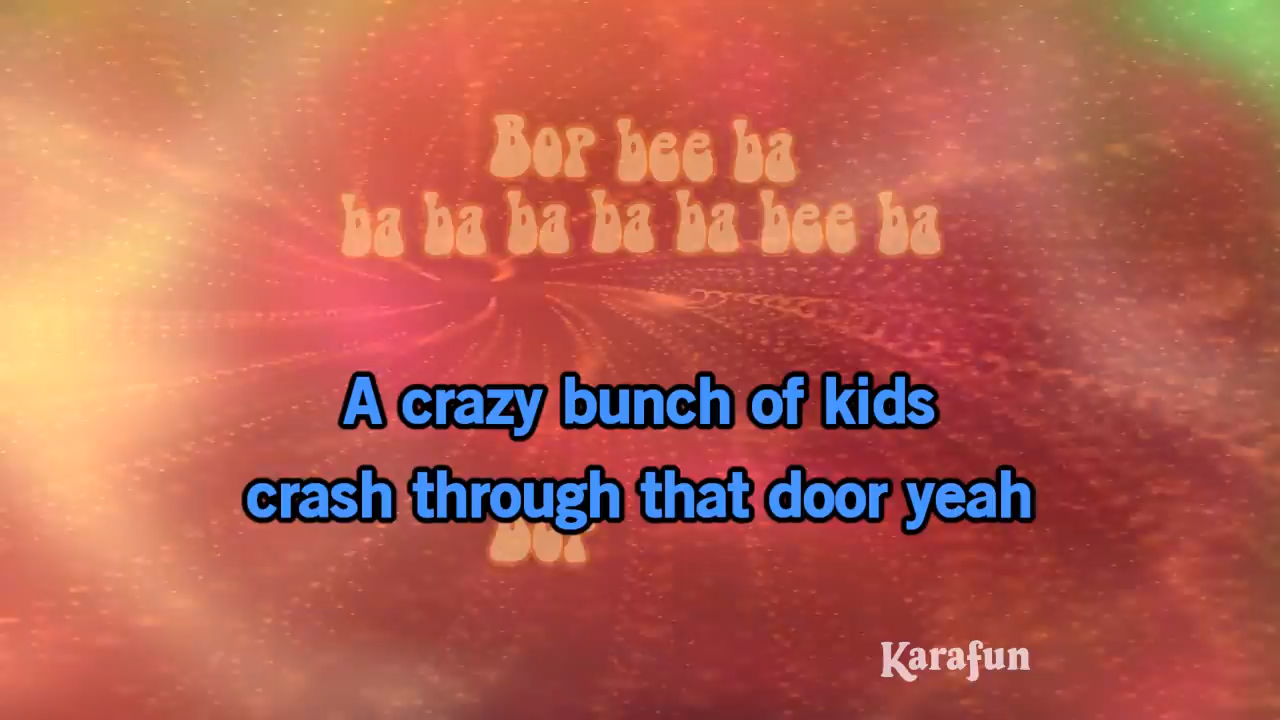 Bop bee ba
ba ba ba ba ba bee ba
A crazy bunch of kids
crash through that door yeah
Bop
Karafun